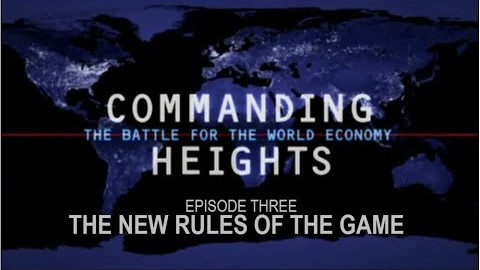 COMMANDING
THE BATTLE FOR THE WORLD ECONOMY
HEIGHTS
EPISODE THREE
THE NEW RULES OF THE GAME